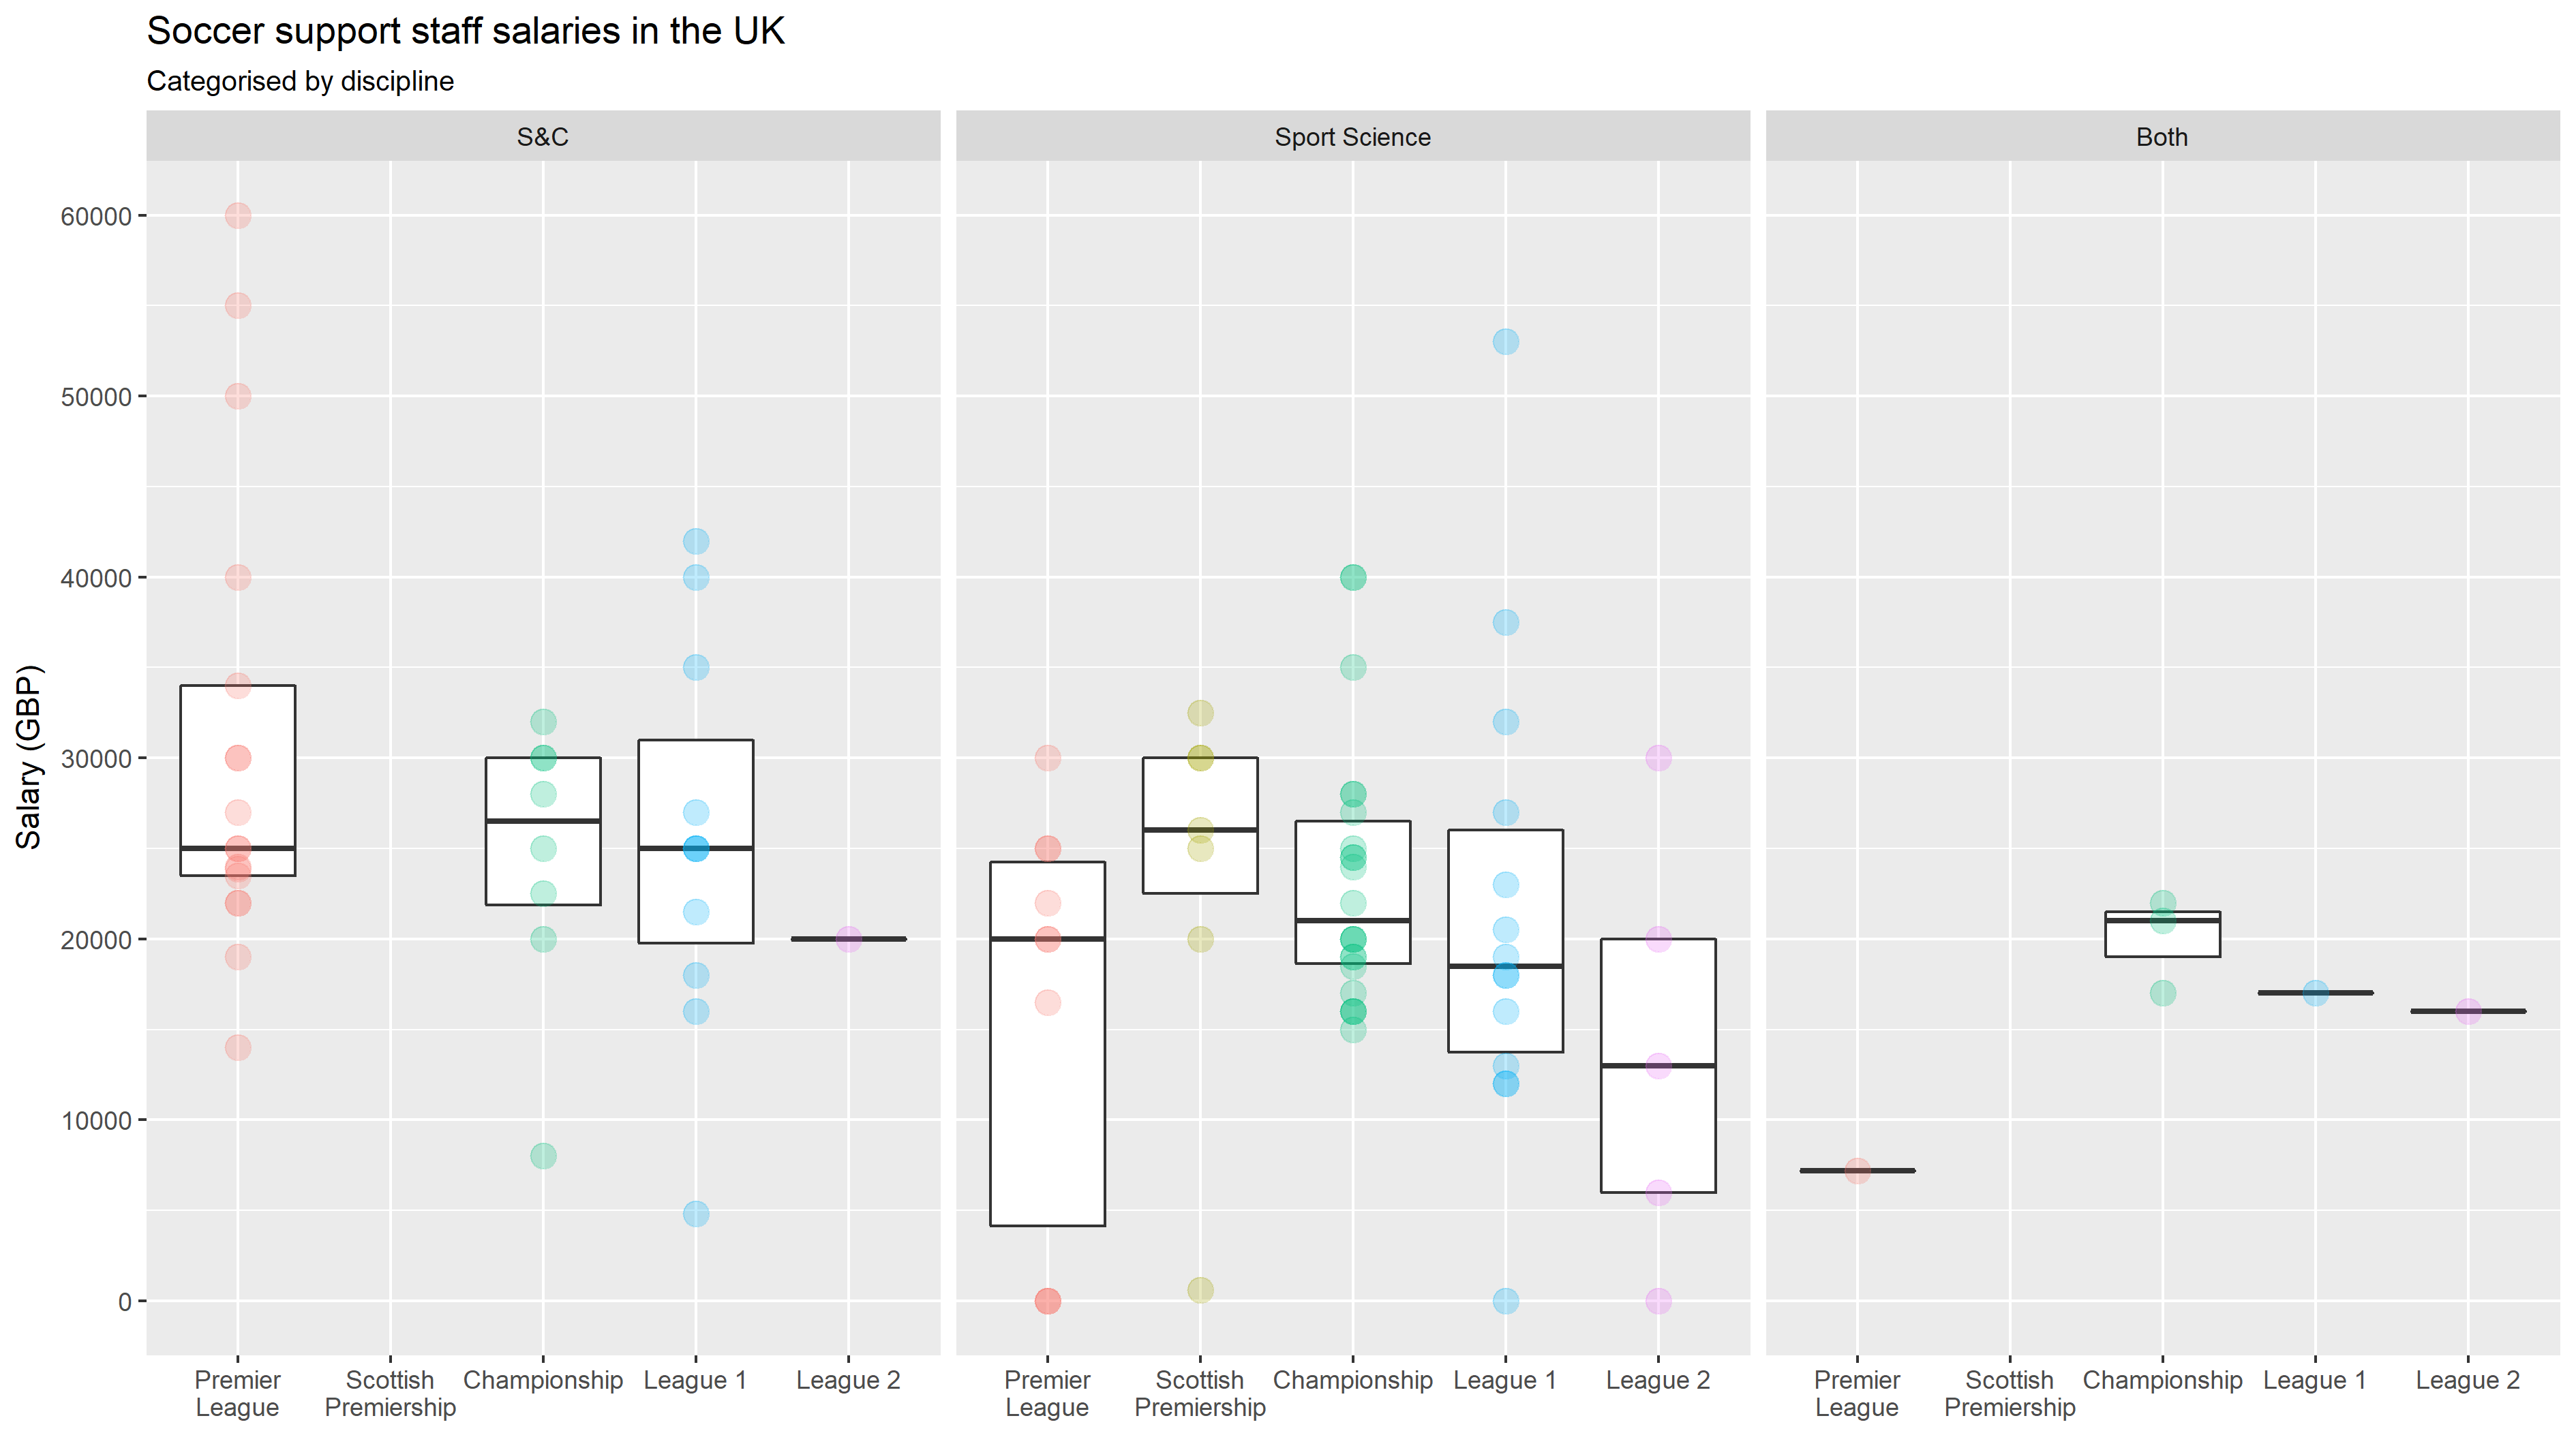 Soccer support staff salaries in the UK
Categorised by discipline
S&C
Sport Science
Both
Salary (GBP)
60000
50000
40000
30000
20000
10000
0
Premier
League
Scottish
Premiership
Championship
League 1
League 2
Premier
League
Scottish
Premiership
Championship
League 1
League 2
Premier
League
Scottish
Premiership
Championship
League 1
League 2